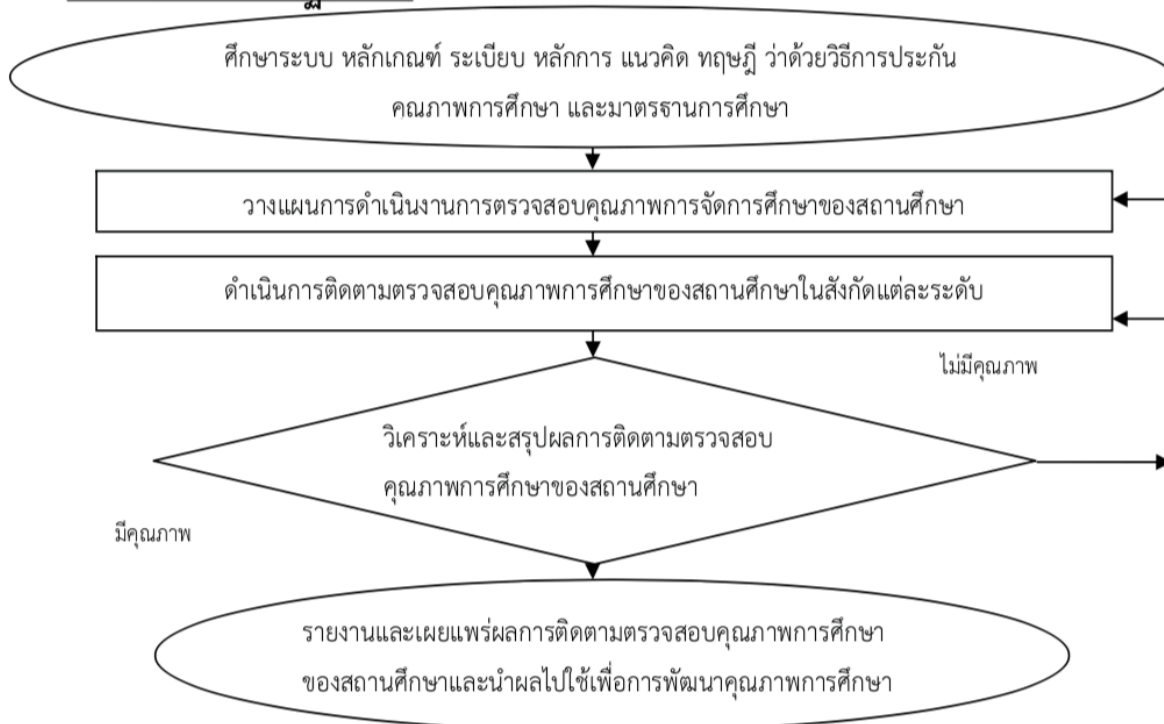 ศึกษาระบบ หลักเกณฑ์ ระเบียบ หลักการ แนวคิด ทฤษฎี ว่าด้วยวิธีการประกัน
คุณภาพการศึกษา และมาตรฐานการศึกษา
วางแผนการดำเนินงานการตรวจสอบคุณภาพการจัดการศึกษาของสถานศึกษา
ดำเนินการติดตามตรวจสอบคุณภาพการศึกษาของสถานศึกษาในสังกัดแต่ละระดับ
ไม่มีคุณภาพ
วิเคราะห์และสรุปผลการติดตามตรวจสอบ
คุณภาพการศึกษาของสถานศึกษา
มีคุณภาพ
รายงานและเผยแพร่ผลการติดตามตรวจสอบคุณภาพการศึกษา
ของสถานศึกษาและนำผลไปใช้เพื่อการพัฒนาคุณภาพการศึกษา